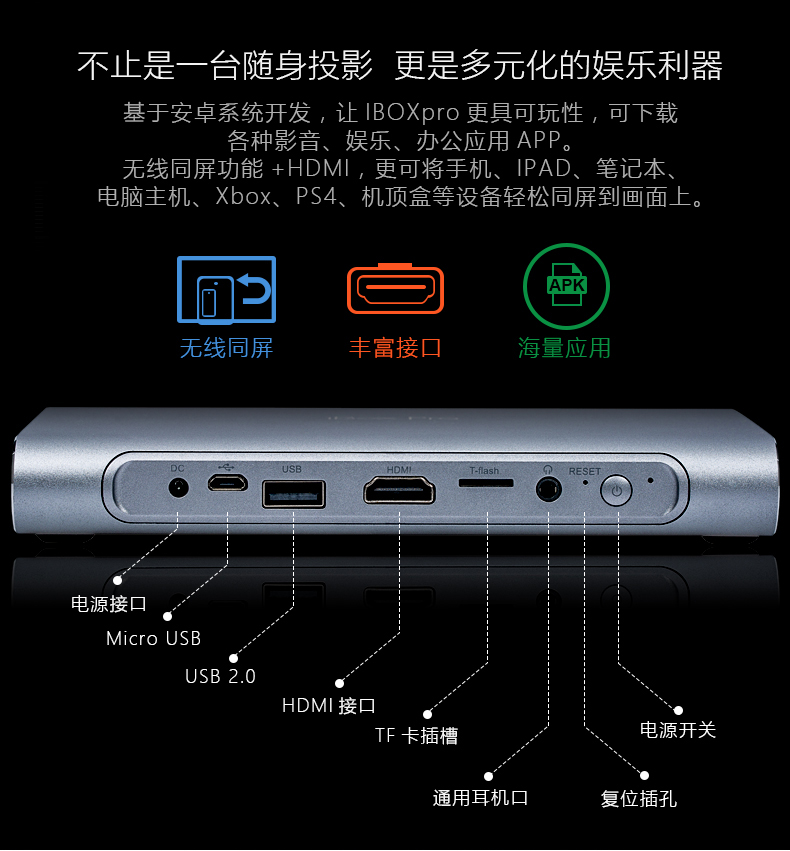 不止是一台随身投影 更是多元化的娱乐利器
基于安卓系统开发，让 IBOXpro 更具可玩性，可下载
各种影音、娱乐、办公应用 APP。
无线同屏功能 +HDMI，更可将手机、IPAD、笔记本、
电脑主机、Xbox、PS4、机顶盒等设备轻松同屏到画面上。
APK
无线同屏 丰富接口 海量应用
DC USB HDMI T-flash RESET
电源接口
Micro USB
USB 2.0
HDMI 接口
TF 卡插槽
电源开关
通用耳机口
复位插孔